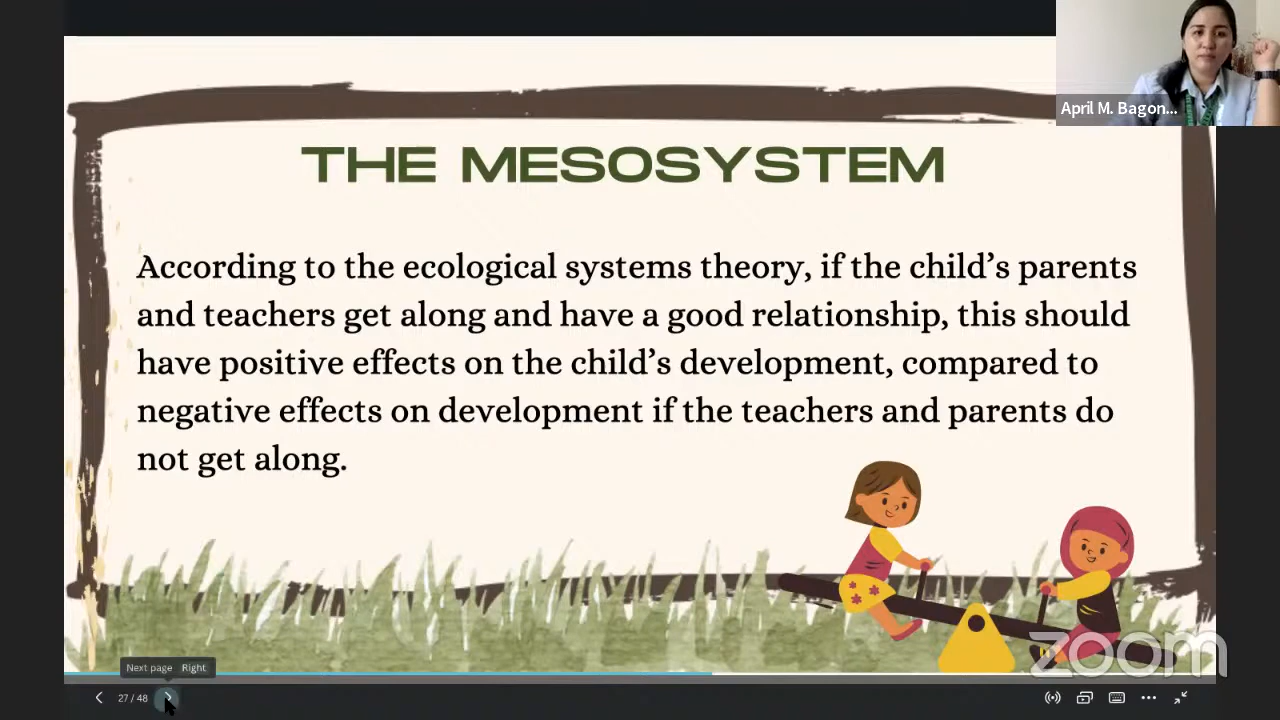 April M. Bagon...
THE MESOSYSTEM
According to the ecological systems theory, if the child’s parents
and teachers get along and have a good relationship, this should
have positive effects on the child’s development, compared to
negative effects on development if the teachers and parents do
not get along.
zoom
Next page Right
27 / 48